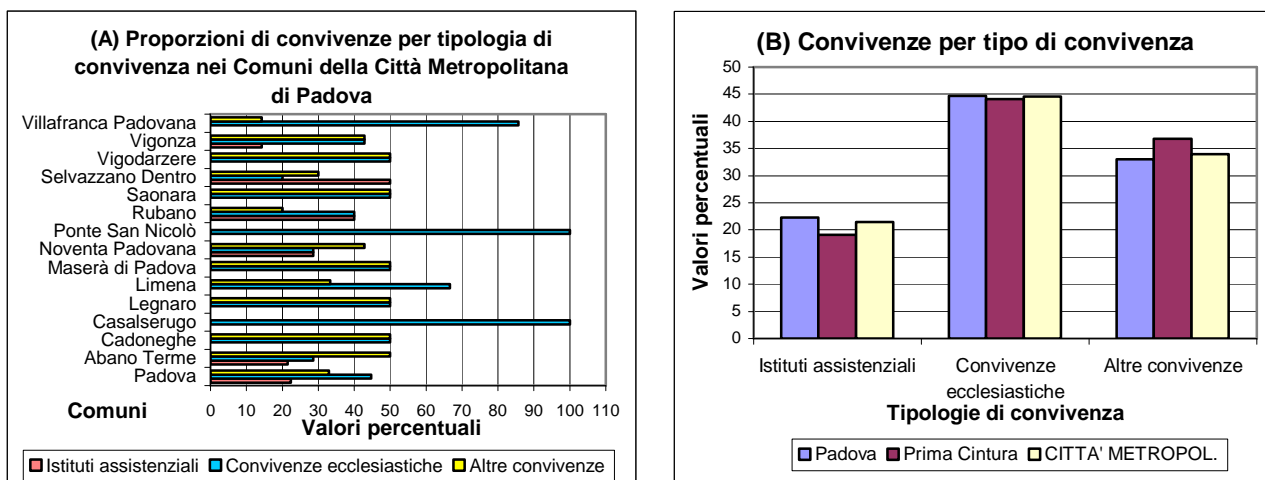 (A) Proporzioni di convivenze per tipologia di
convivenza nei Comuni della Città Metropolitana
di Padova
Villafranca Padovana
Vigonza
Vigodarzere
Selvazzano Dentro
Saonara
Rubano
Ponte San Nicolò
Noventa Padovana
Maserà di Padova
Limena
Legnaro
Casalserugo
Cadoneghe
Abano Terme
Padova
Comuni
0 10 20 30 40 50 60 70 80 90 100 110
Valori percentuali
Istituti assistenziali Convivenze ecclesiastiche Altre convivenze
(B) Convivenze per tipo di convivenza
Valori percentuali
50
45
40
35
30
25
20
15
10
5
0
Istituti assistenziali Convivenze ecclesiastiche Altre convivenze
Tipologie di convivenza
Padova Prima Cintura CITTA' METROPOL.